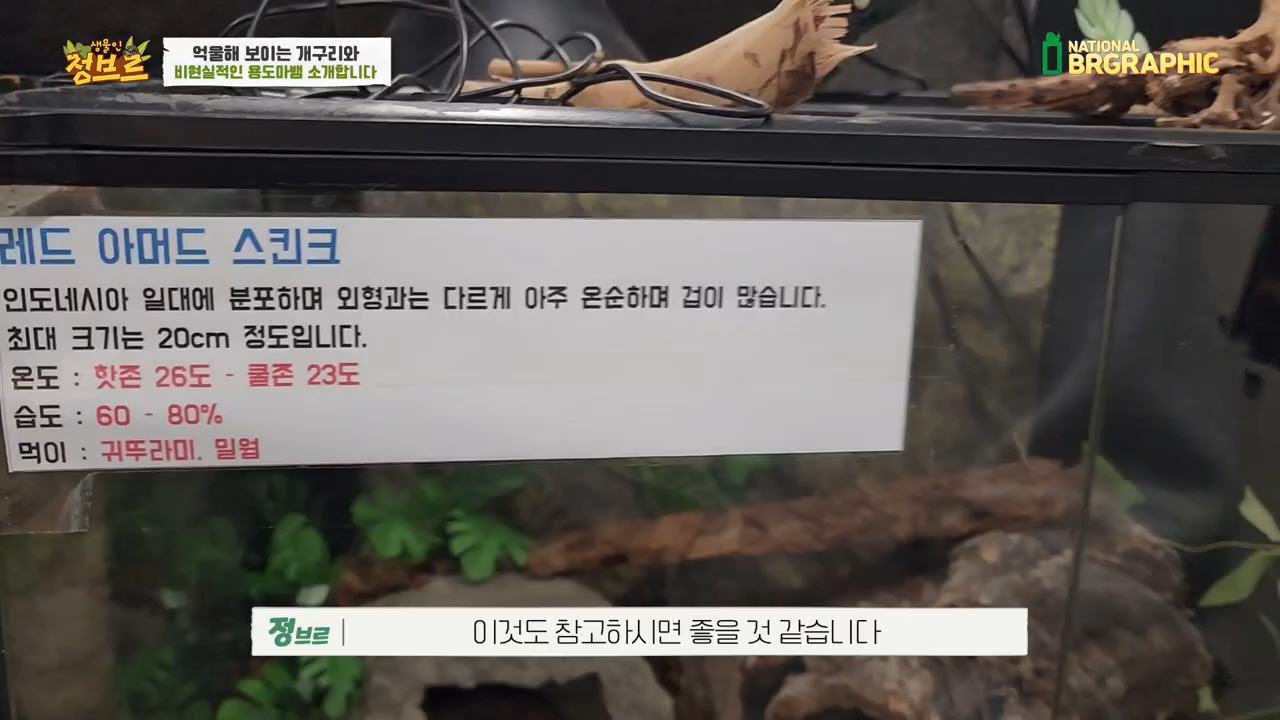 생물인
정브르
억울해 보이는 개구리와
비현실적인 용도마뱀 소개합니다
NATIONAL
BRGRAPHIC
레드 아머드 스킨크
인도네시아 일대에 분포하며 외형과는 다르게 아주 온순하며 겁이 많습니다.
최대 크기는 20cm 정도입니다.
온도 : 핫존 26도 - 쿨존 23도
습도 : 60 - 80%
먹이 : 귀뚜라미, 밀웜
정브르 | 이것도 참고하시면 좋을 것 같습니다